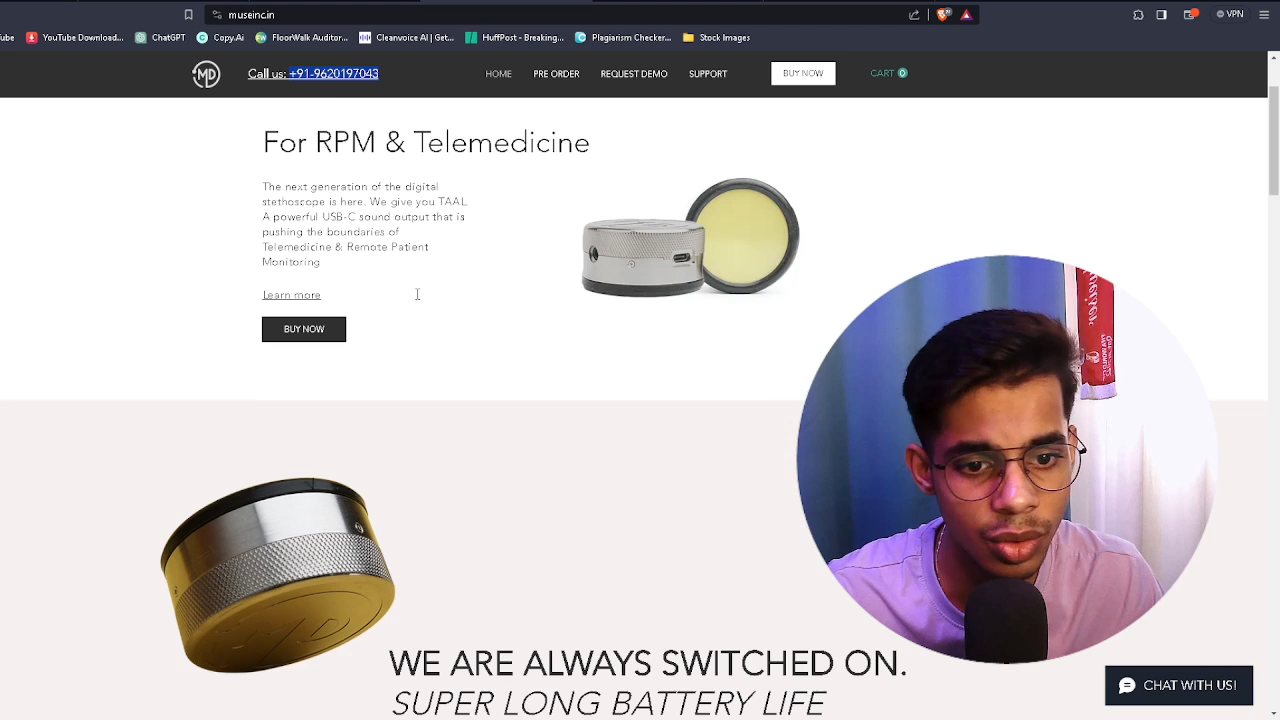 museinc.in
VPN
ube
YouTube Download...
ChatGPT
Copy.Ai
FloorWalk Auditor...
Cleanvoice AI | Get...
HuffPost - Breaking...
Plagiarism Checker...
Stock Images
MD
Call us: +91-9620197043
HOME
PRE ORDER
REQUEST DEMO
SUPPORT
BUY NOW
CART 0
For RPM & Telemedicine
The next generation of the digital
stethoscope is here. We give you TAAL
A powerful USB-C sound output that is
pushing the boundaries of
Telemedicine & Remote Patient
Monitoring
Learn more
BUY NOW
WE ARE ALWAYS SWITCHED ON.
SUPER LONG BATTERY LIFE
CHAT WITH US!